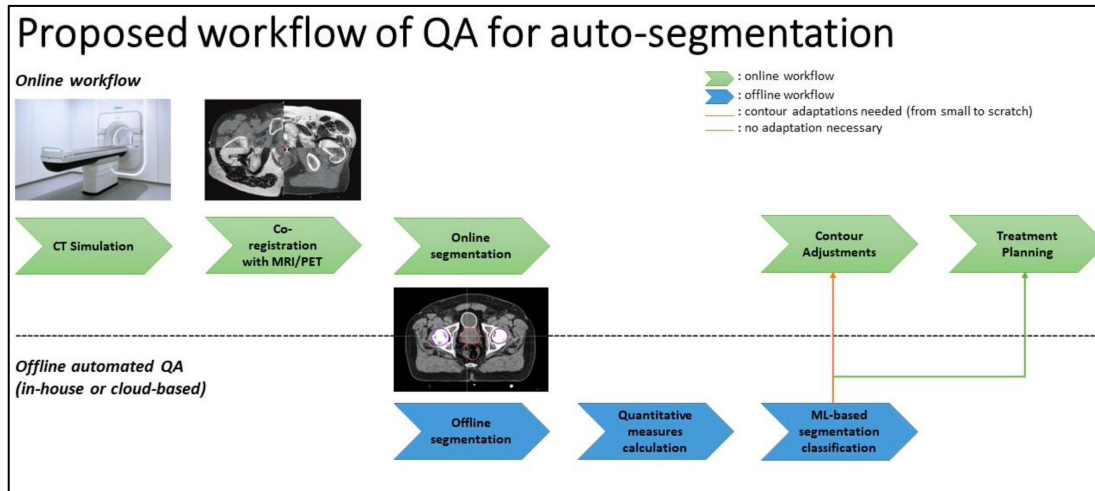 Proposed workflow of QA for auto-segmentation
Online workflow
: online workflow
: offline workflow
: contour adaptations needed (from small to scratch)
: no adaptation necessary
CT Simulation
Co-
registration
with MRI/PET
Online
segmentation
Contour
Adjustments
Treatment
Planning
Offline automated QA
(in-house or cloud-based)
Offline
segmentation
Quantitative
measures
calculation
ML-based
segmentation
classification